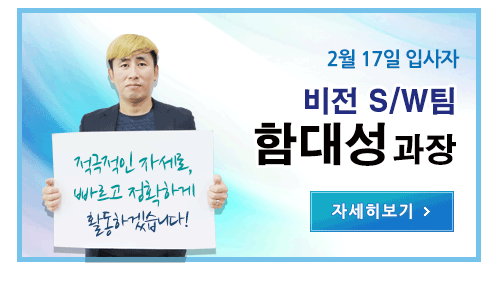 2월 17일 입사자
비전 S/W팀
함대성 과장
적극적인 자세로,
빠르고 정확하게
활동하겠습니다!
자세히보기 >